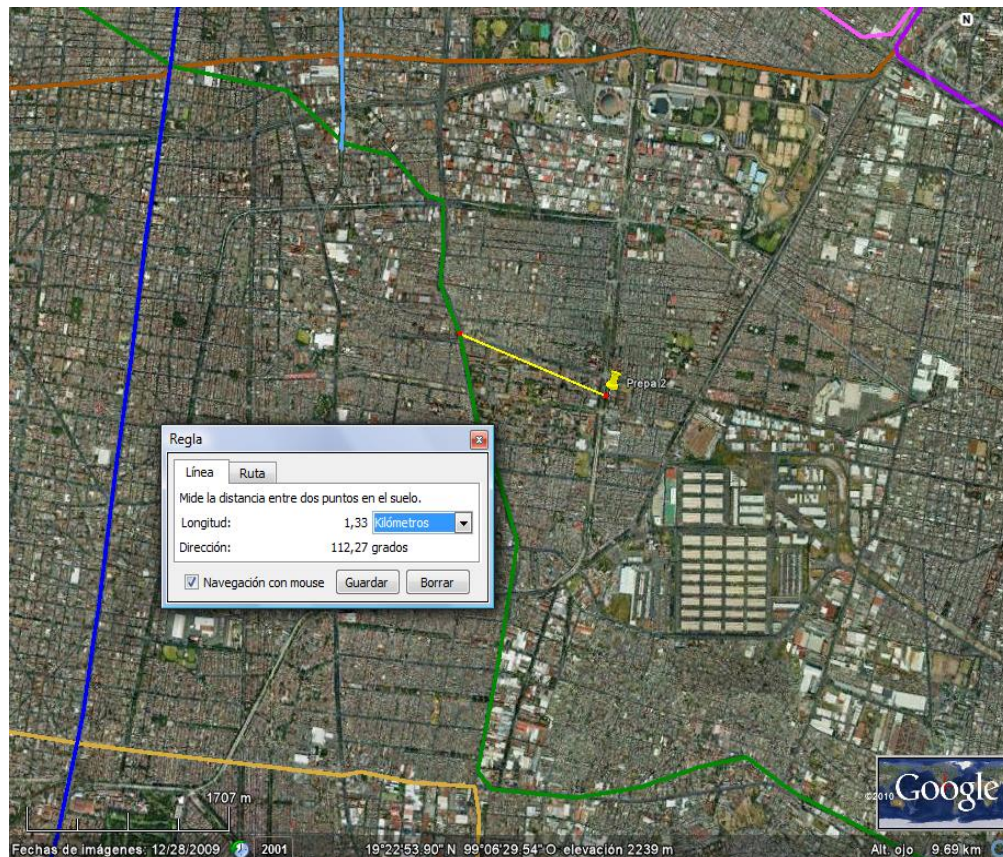 N
Prepa 2
Regla
Línea Ruta
Mide la distancia entre dos puntos en el suelo.
Longitud: 1,33 Kilómetros
Dirección: 112,27 grados
Navegación con mouse Guardar Borrar
1707 m
©2010 Google
Fechas de imágenes: 12/28/2009 2001 19°22'53.90" N 99°06'29.54" O elevación 2239 m Alt. ojo 9.69 km